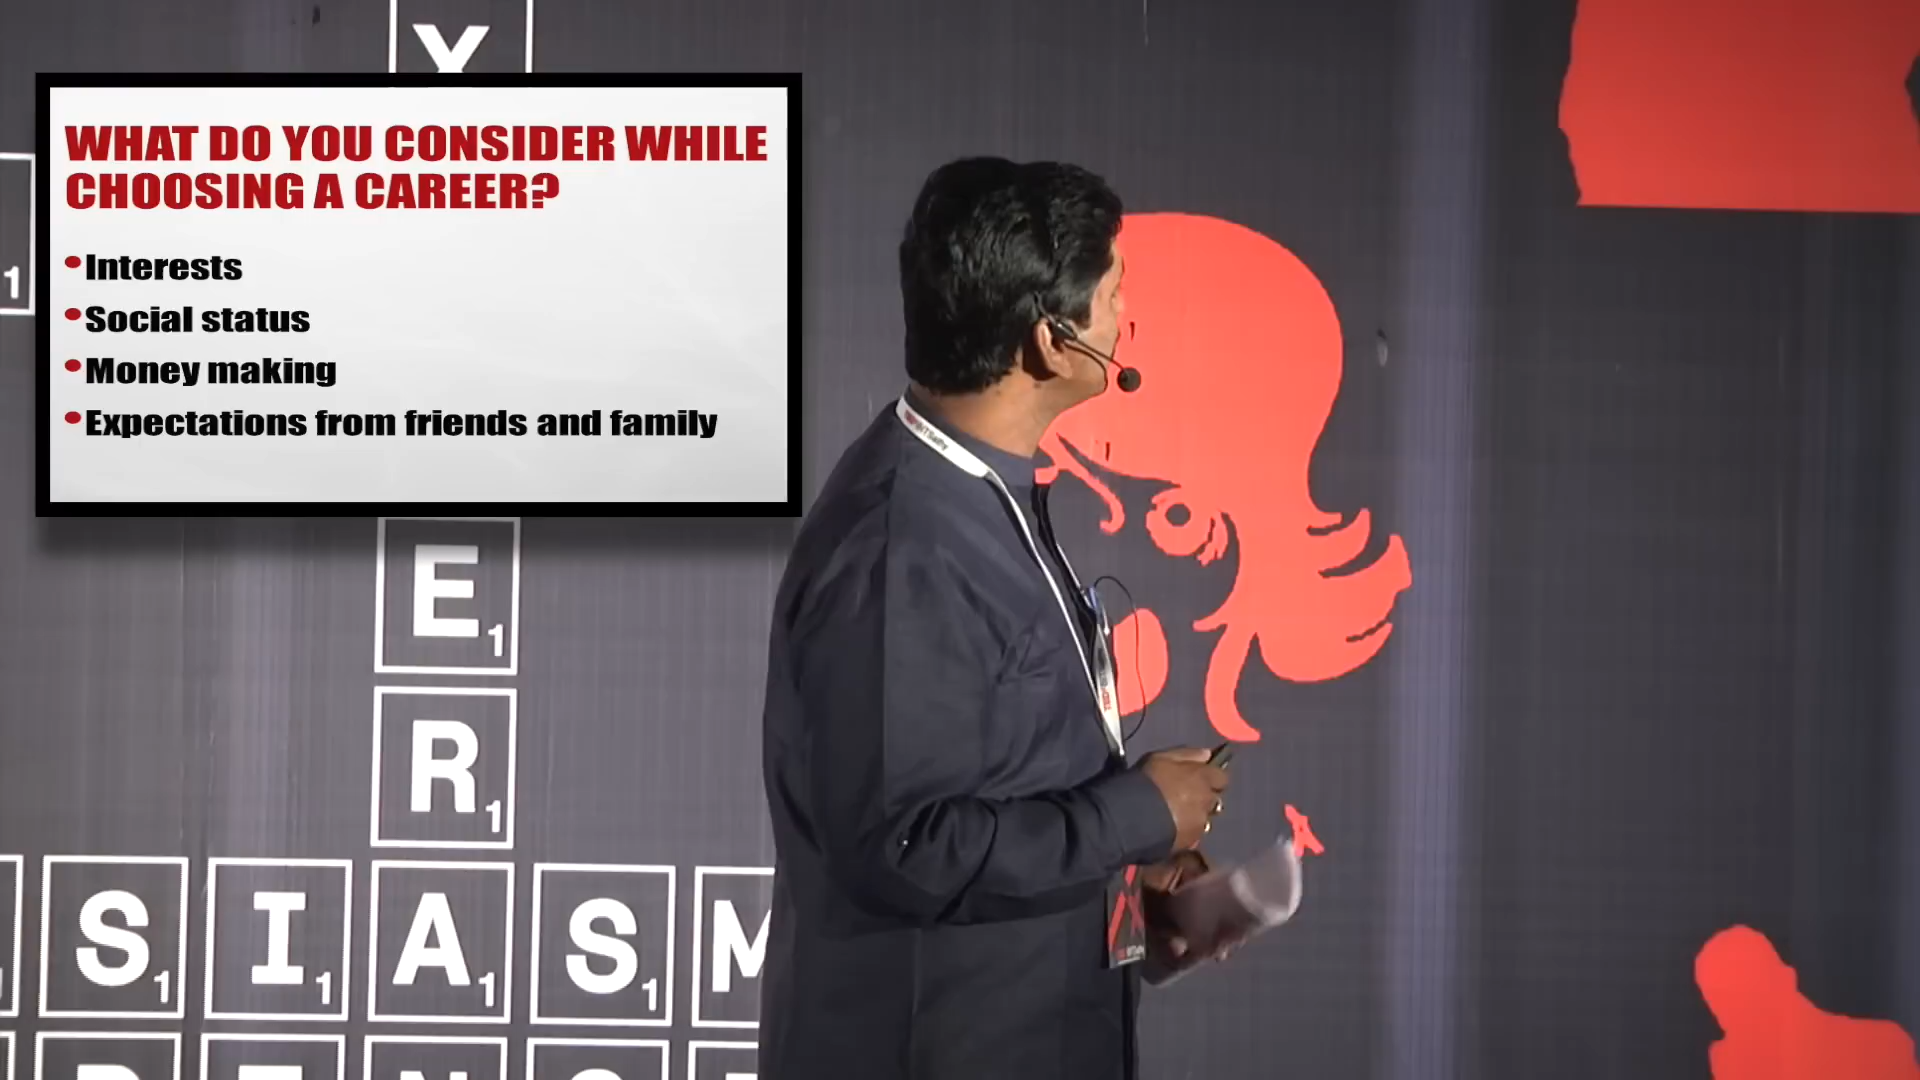 X
WHAT DO YOU CONSIDER WHILE
CHOOSING A CAREER?
•Interests
•Social status
•Money making
•Expectations from friends and family
1
E1
R1
S1 I1 A1 S1 M